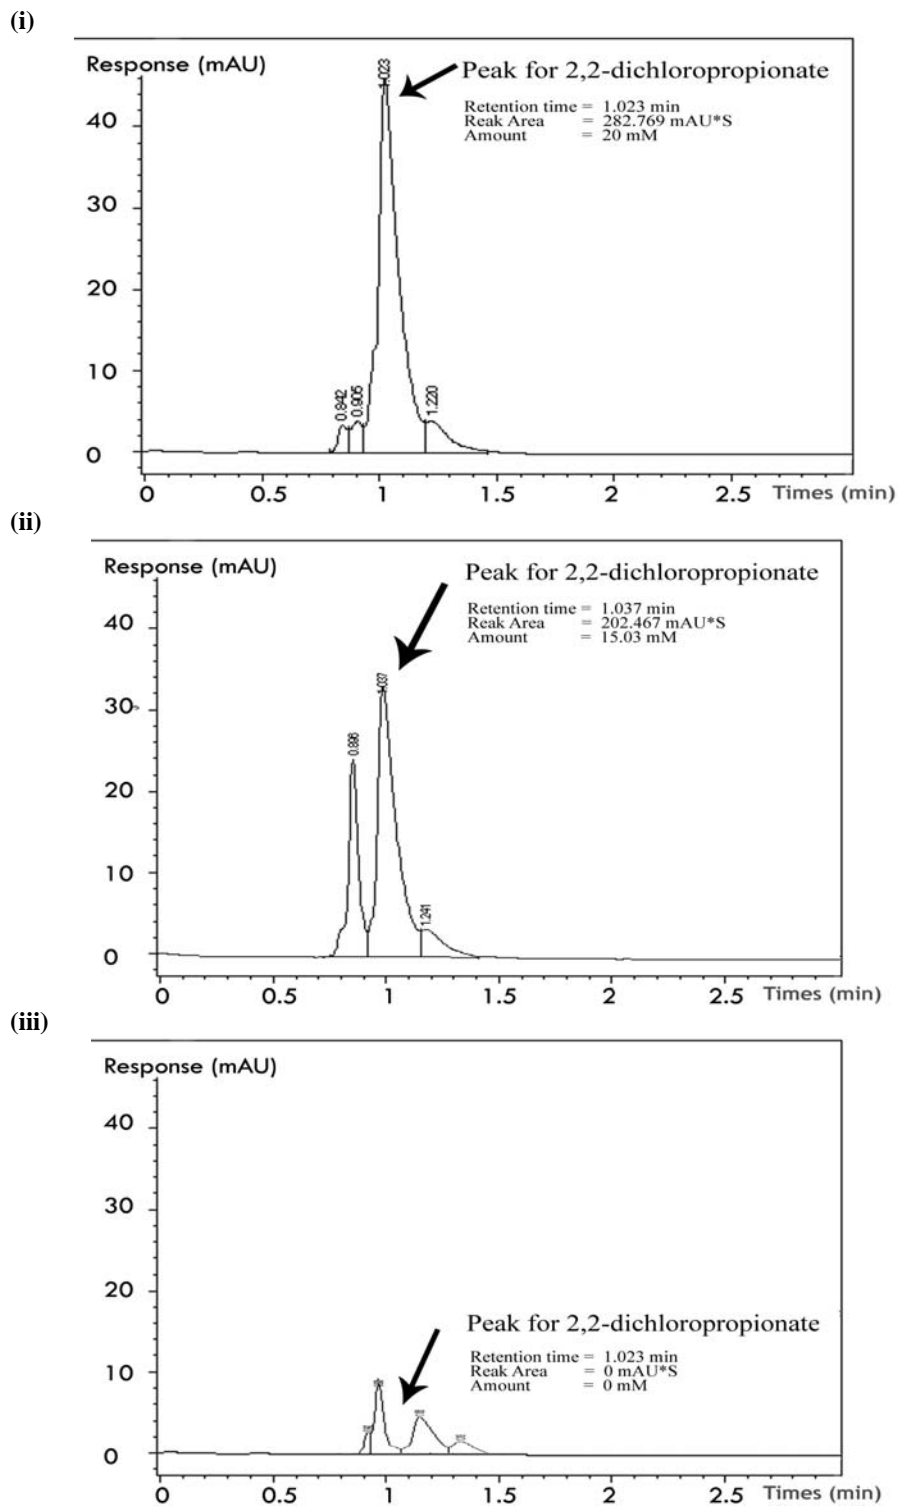 (i)
Response (mAU)
Peak for 2,2-dichloropropionate
Retention time = 1.023 min
Reak Area = 282.769 mAU*S
Amount = 20 mM
1.023
0.842
0.905
1.220
40
30
20
10
0
0 0.5 1 1.5 2 2.5 Times (min)
(ii)
Response (mAU)
Peak for 2,2-dichloropropionate
Retention time = 1.037 min
Reak Area = 202.467 mAU*S
Amount = 15.03 mM
1.037
0.896
1.241
40
30
20
10
0
0 0.5 1 1.5 2 2.5 Times (min)
(iii)
Response (mAU)
Peak for 2,2-dichloropropionate
Retention time = 1.023 min
Reak Area = 0 mAU*S
Amount = 0 mM
40
30
20
10
0
0 0.5 1 1.5 2 2.5 Times (min)